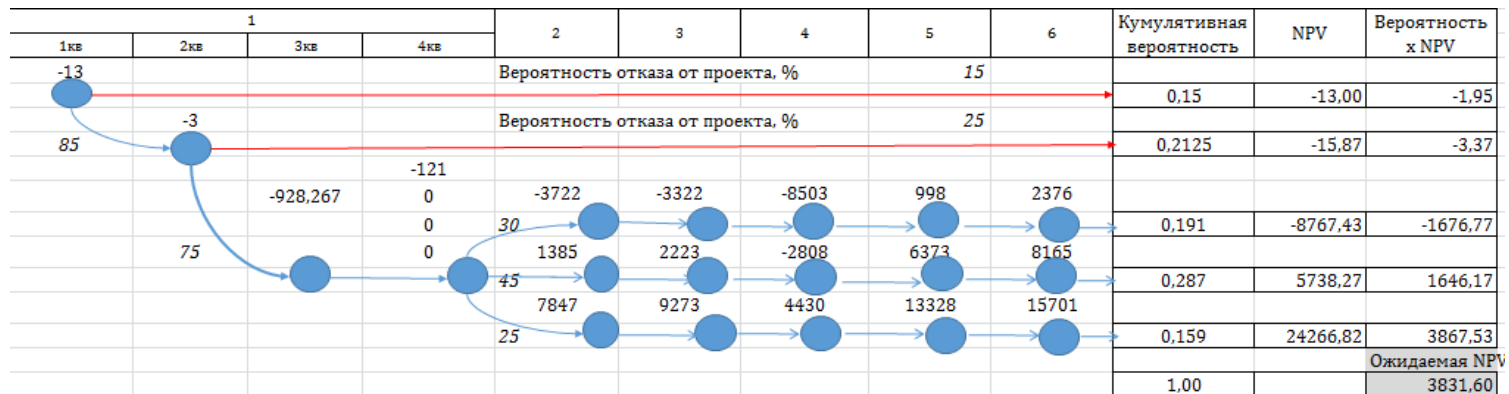 1 2 3 4 5 6 Кумулятивная вероятность NPV Вероятность x NPV
1кв 2кв 3кв 4кв
-13 Вероятность отказа от проекта, % 15
0,15 -13,00 -1,95
-3 Вероятность отказа от проекта, % 25
85 0,2125 -15,87 -3,37
-121
-928,267 0 -3722 -3322 -8503 998 2376
0 30 0,191 -8767,43 -1676,77
75 0 1385 2223 -2808 6373 8165
45 0,287 5738,27 1646,17
7847 9273 4430 13328 15701
25 0,159 24266,82 3867,53
Ожидаемая NPV
1,00 3831,60